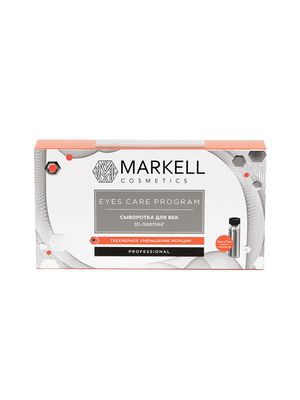 MARKELL
COSMETICS
EYES CARE PROGRAM
СЫВОРОТКА ДЛЯ ВЕК
3D-ЛИФТИНГ
ТРЕХМЕРНОЕ УМЕНЬШЕНИЕ МОРЩИН
PROFESSIONAL